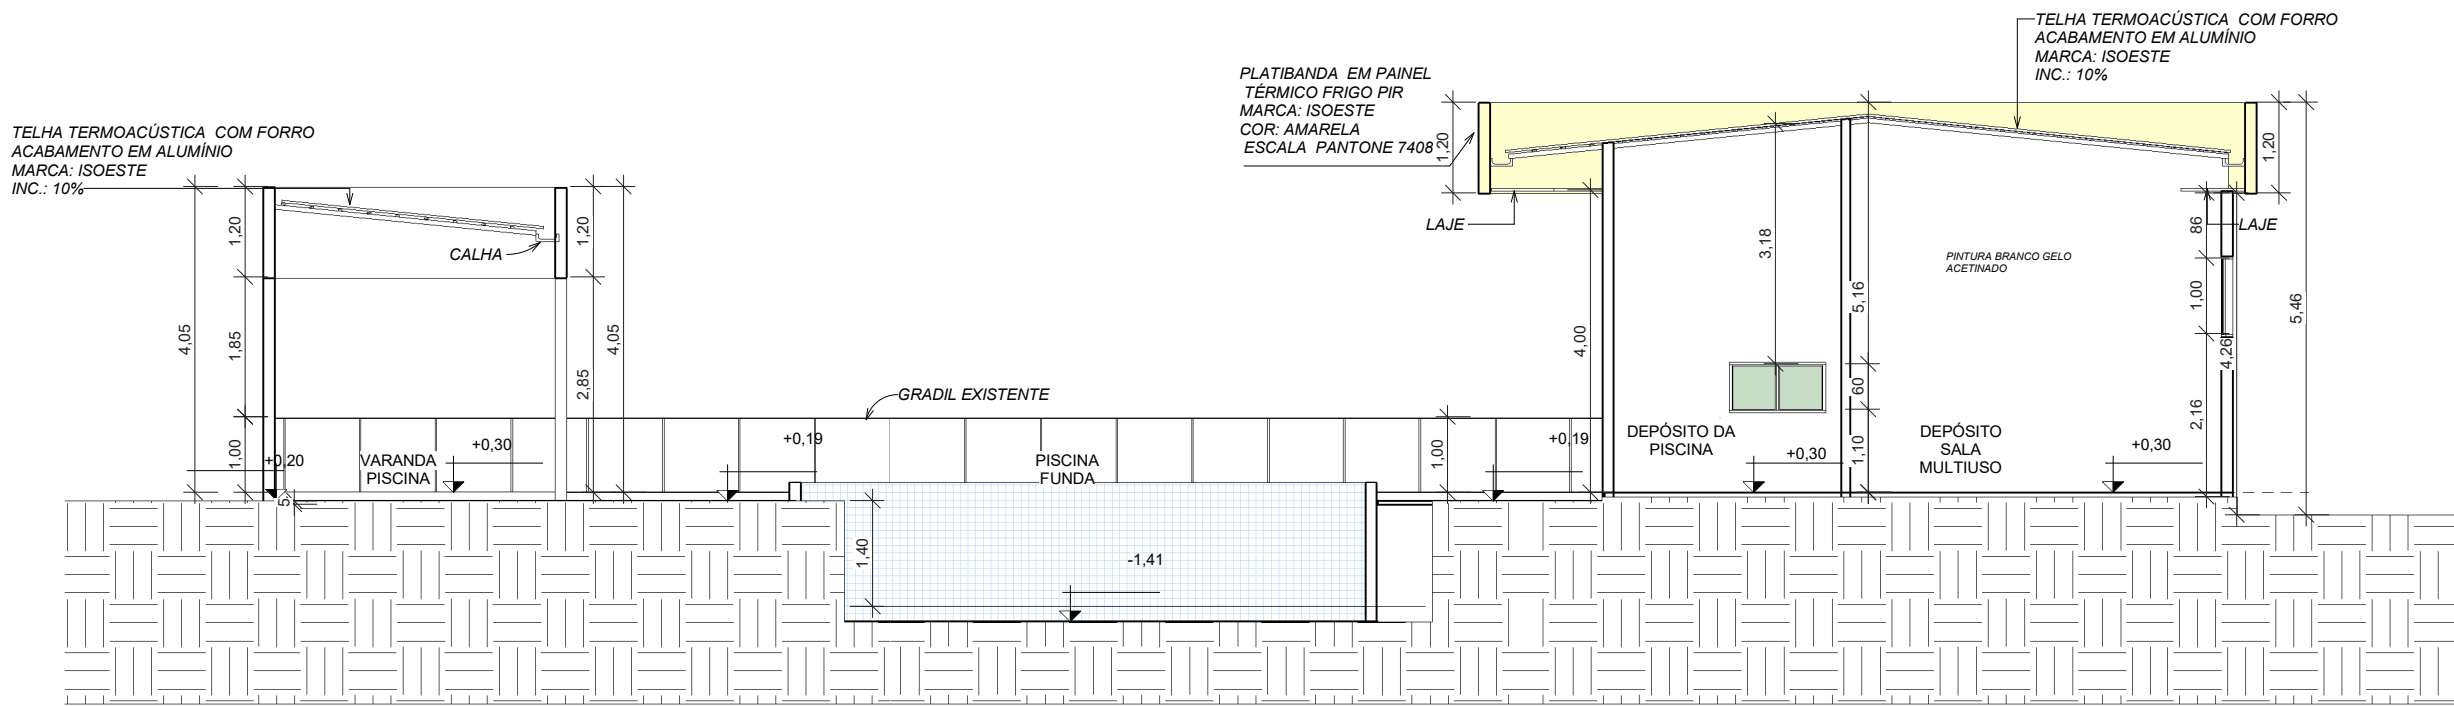 TELHA TERMOACÚSTICA COM FORRO
ACABAMENTO EM ALUMÍNIO
MARCA: ISOESTE
INC.: 10%
PLATIBANDA EM PAINEL
TÉRMICO FRIGO PIR
MARCA: ISOESTE
COR: AMARELA
ESCALA PANTONE 7408
TELHA TERMOACÚSTICA COM FORRO
ACABAMENTO EM ALUMÍNIO
MARCA: ISOESTE
INC.: 10%
1,20
1,20
1,20
1,20
CALHA
LAJE
LAJE
86
3,18
PINTURA BRANCO GELO
ACETINADO
4,05
1,85
2,85
4,05
4,00
5,16
1,00
5,46
4,26
60
GRADIL EXISTENTE
1,00
+0,20
VARANDA
PISCINA
+0,30
+0,19
PISCINA
FUNDA
1,00
+0,19
DEPÓSITO DA
PISCINA
+0,30
1,10
DEPÓSITO
SALA
MULTIUSO
+0,30
2,16
5,
1,40
-1,41